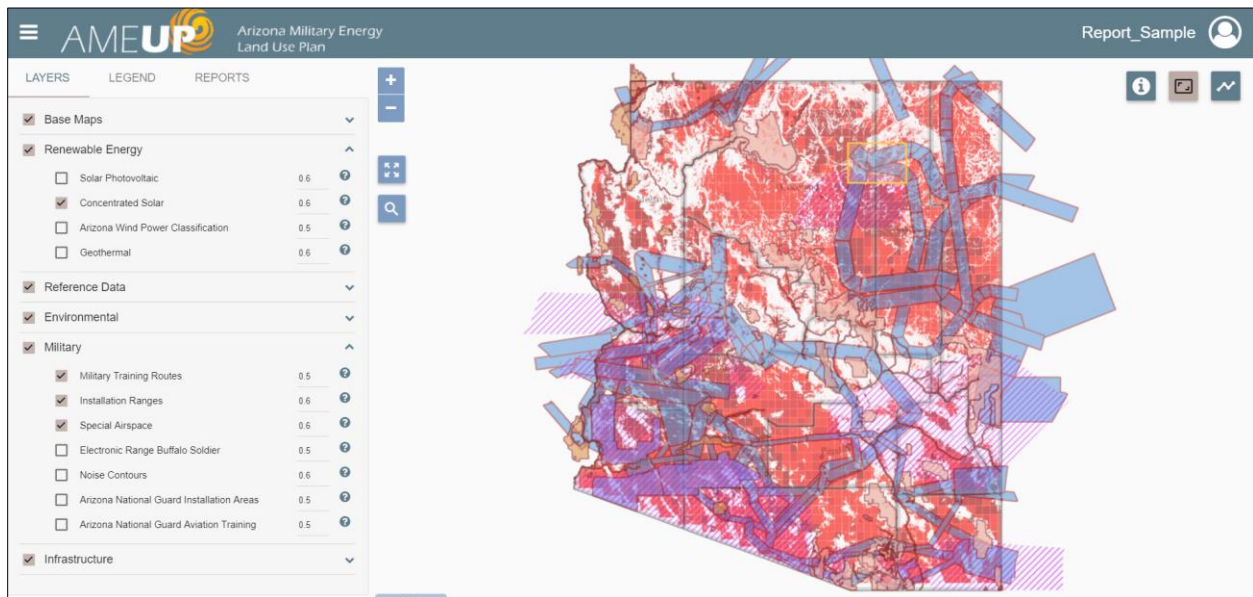 AMEUP
Arizona Military Energy
Land Use Plan
Report_Sample
LAYERS LEGEND REPORTS
Base Maps
Renewable Energy
Solar Photovoltaic 0.6
Concentrated Solar 0.6
Arizona Wind Power Classification 0.5
Geothermal 0.6
Reference Data
Environmental
Military
Military Training Routes 0.5
Installation Ranges 0.6
Special Airspace 0.6
Electronic Range Buffalo Soldier 0.5
Noise Contours 0.6
Arizona National Guard Installation Areas 0.5
Arizona National Guard Aviation Training 0.5
Infrastructure